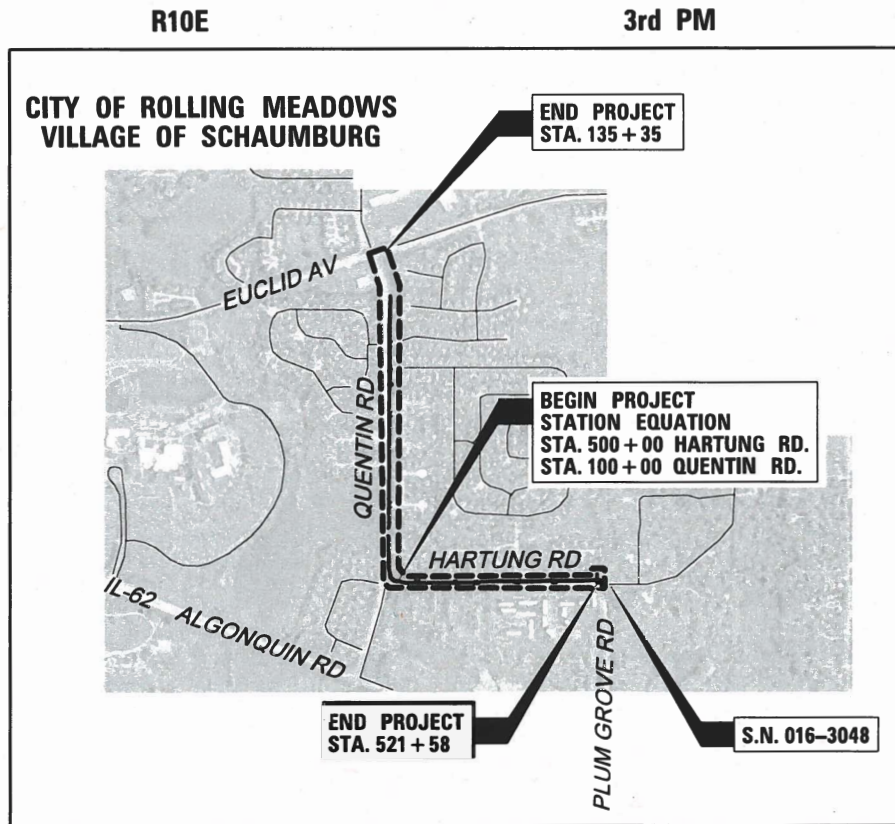 R10E
3rd PM
CITY OF ROLLING MEADOWS
VILLAGE OF SCHAUMBURG
END PROJECT
STA. 135+35
EUCLID AV
QUENTIN RD
BEGIN PROJECT
STATION EQUATION
STA. 500+00 HARTUNG RD.
STA. 100+00 QUENTIN RD.
HARTUNG RD
IL-62 ALGONQUIN RD
PLUM GROVE RD
END PROJECT
STA. 521+58
S.N. 016-3048